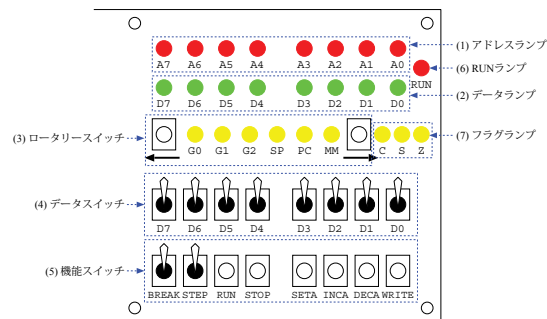 A7 A6 A5 A4 A3 A2 A1 A0
(1) アドレスランプ
(6) RUNランプ
RUN
D7 D6 D5 D4 D3 D2 D1 D0
(2) データランプ
(3) ロータリースイッチ
G0 G1 G2 SP PC MM
C S Z
(7) フラグランプ
(4) データスイッチ
D7 D6 D5 D4 D3 D2 D1 D0
(5) 機能スイッチ
BREAK STEP RUN STOP SETA INCA DECA WRITE